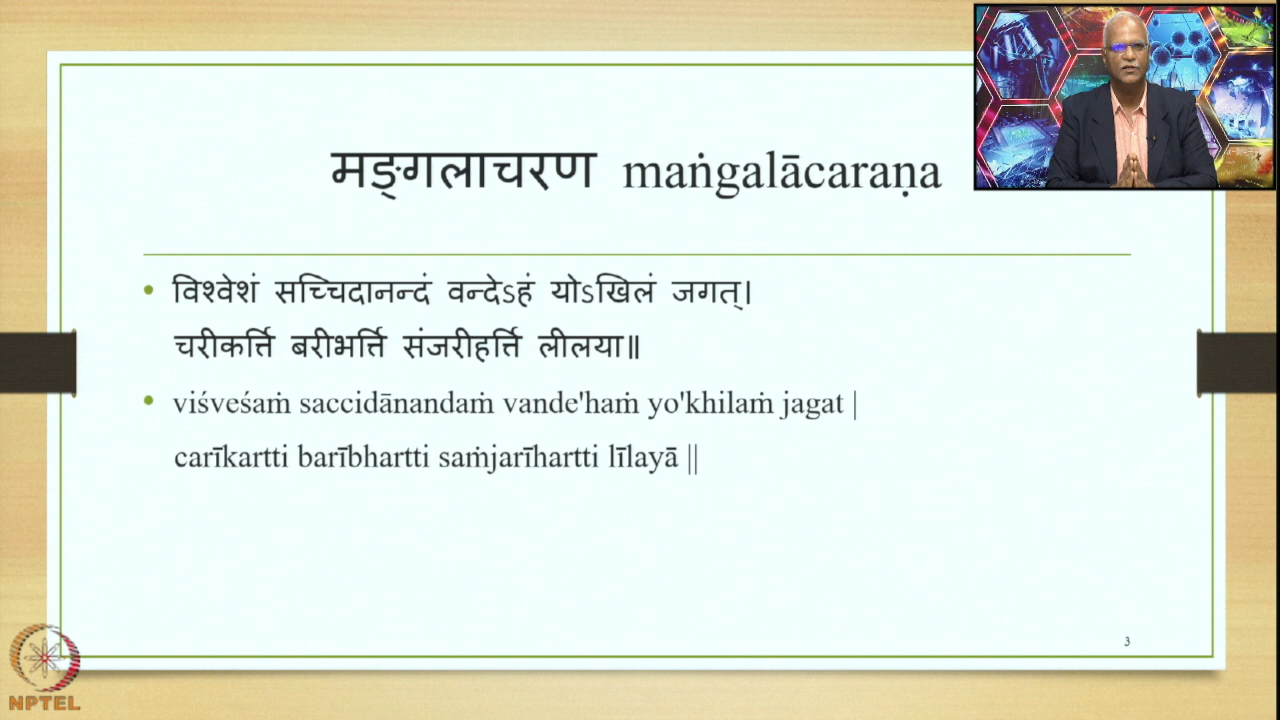 मङ्गलाचरण maṅgalācaraṇa
• विश्वेशं सच्चिदानन्दं वन्देऽहं योऽखिलं जगत्।
चरीकर्त्ति बरीभर्त्ति संजरीहर्त्ति लीलया॥
• viśveśaṁ saccidānandaṁ vande'haṁ yo'khilaṁ jagat |
carīkartti barībhartti saṁjarīhartti līlayā ||
3
NPTEL